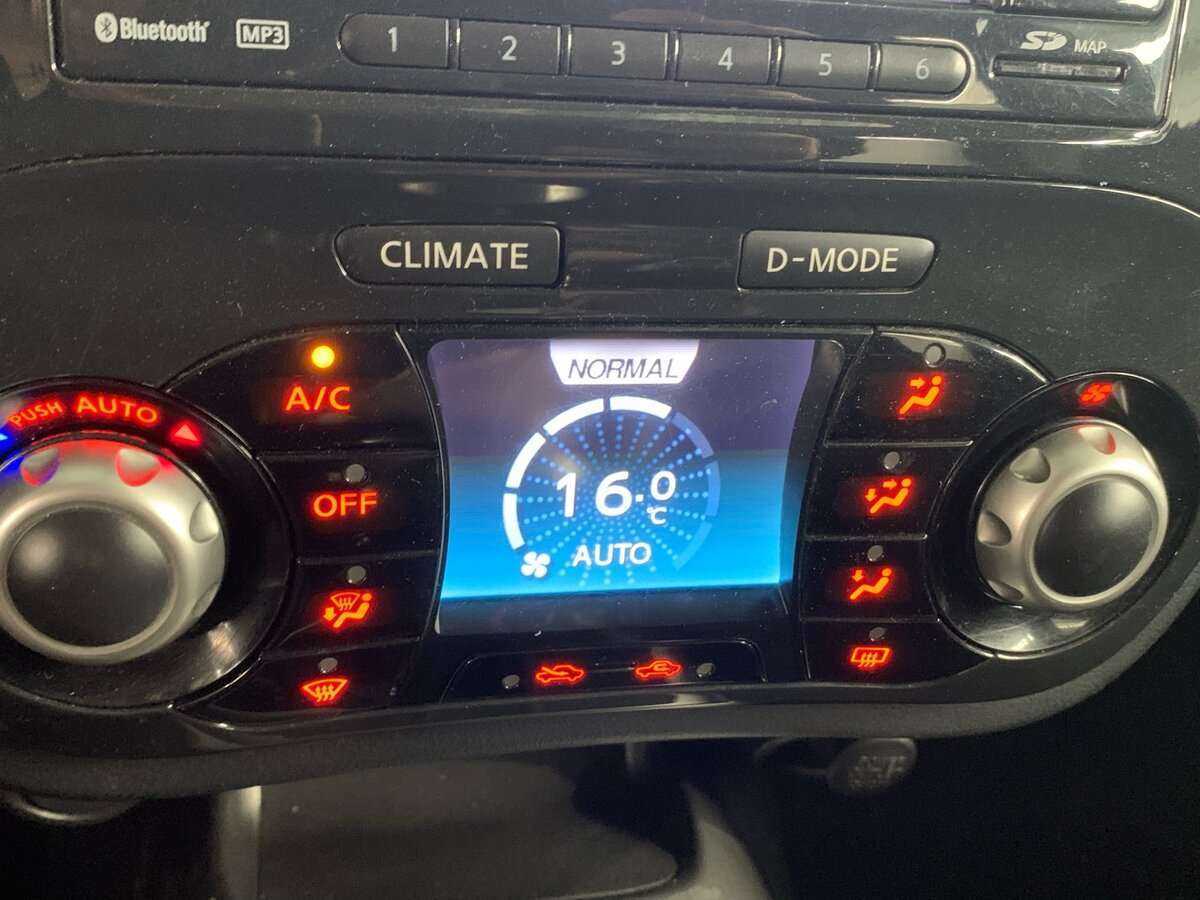 Bluetooth
MP3
1 2 3 4 5 6
SD MAP
CLIMATE
D-MODE
NORMAL
PUSH AUTO
A/C
OFF
16.0
°C
AUTO